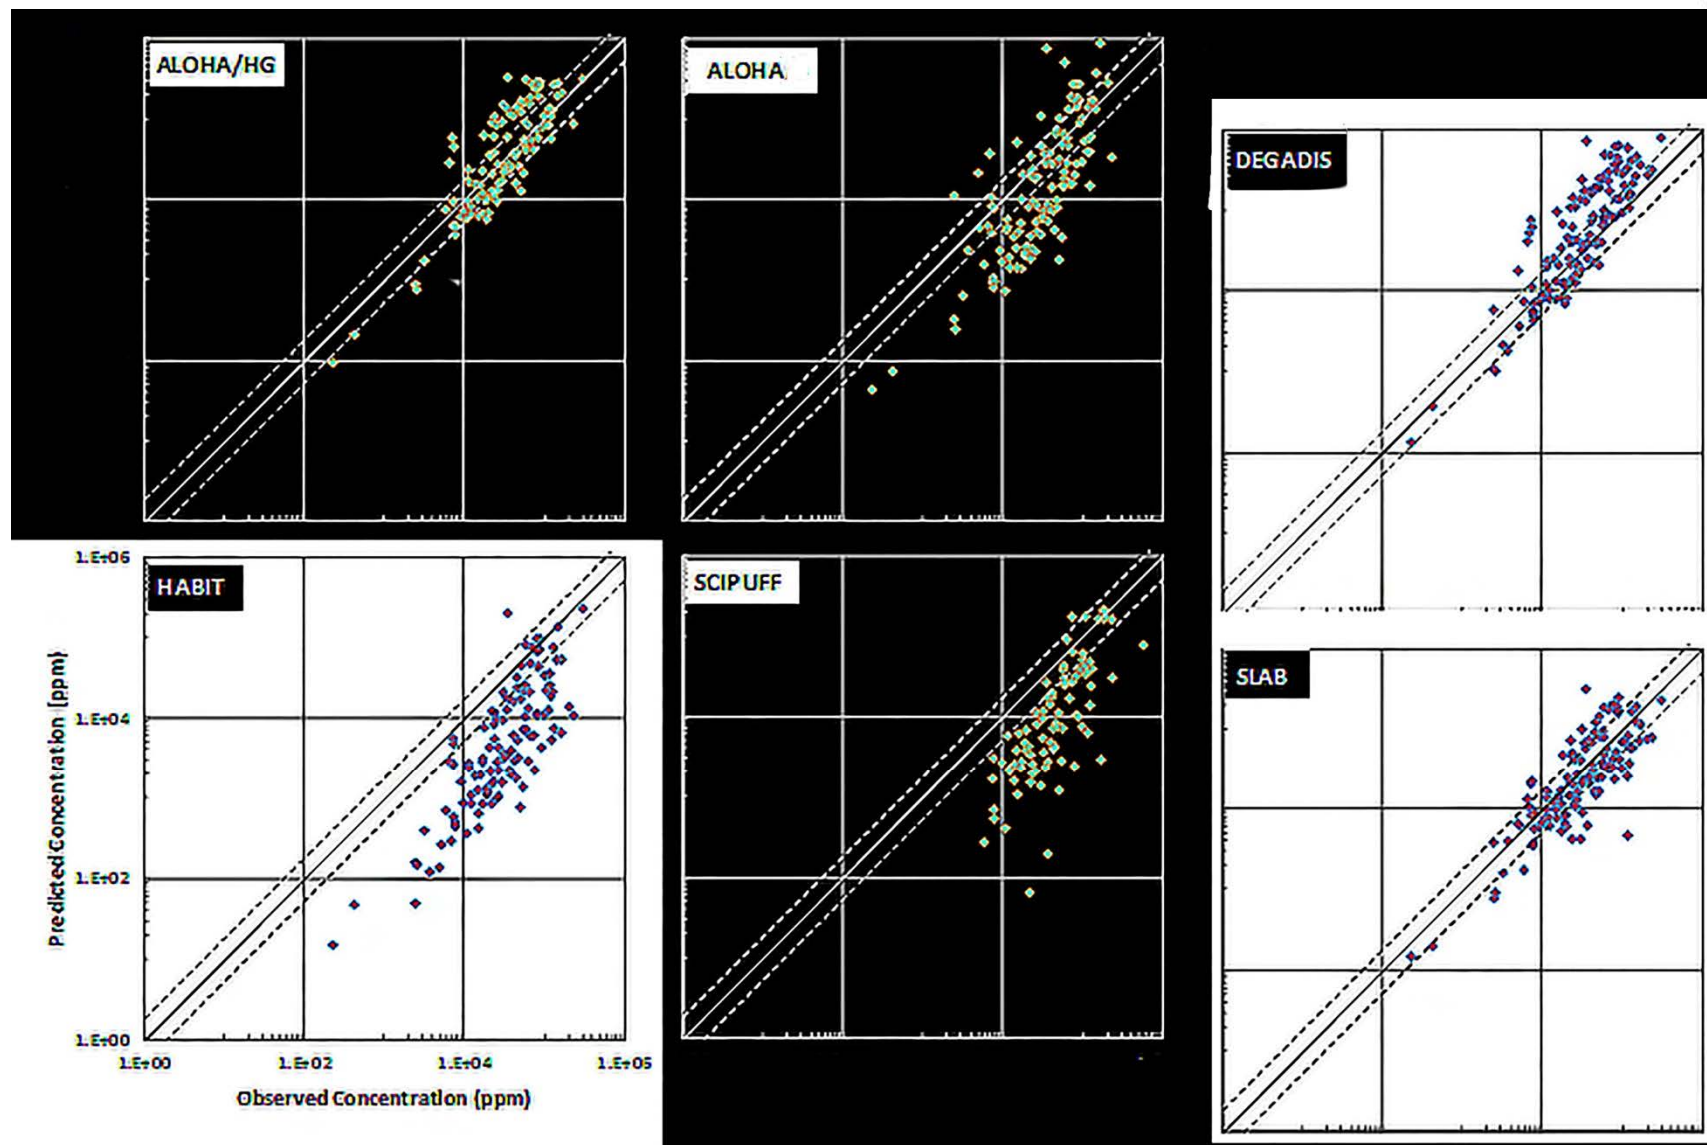 ALOHA/HG
ALOHA
DEGADIS
1.E+06
HABIT
SCIPUFF
SLAB
1.E+04
Predicted Concentration (ppm)
1.E+02
1.E+00
1.E+00 1.E+02 1.E+04 1.E+05
Observed Concentration (ppm)